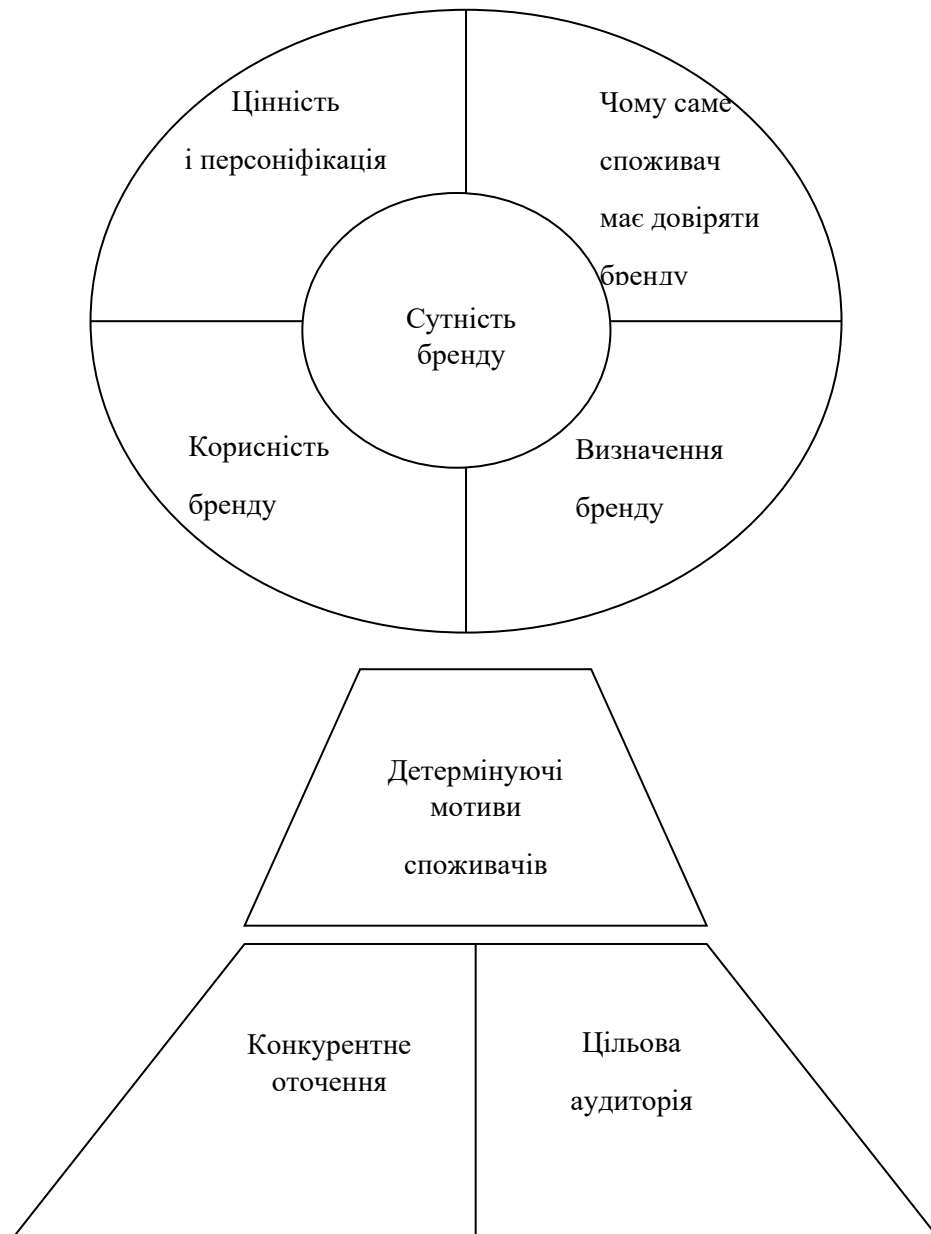 Цінність
і персоніфікація
Чому саме
споживач
має довіряти
бренду
Сутність
бренду
Корисність
бренду
Визначення
бренду
Детермінуючі
мотиви
споживачів
Конкурентне
оточення
Цільова
аудиторія